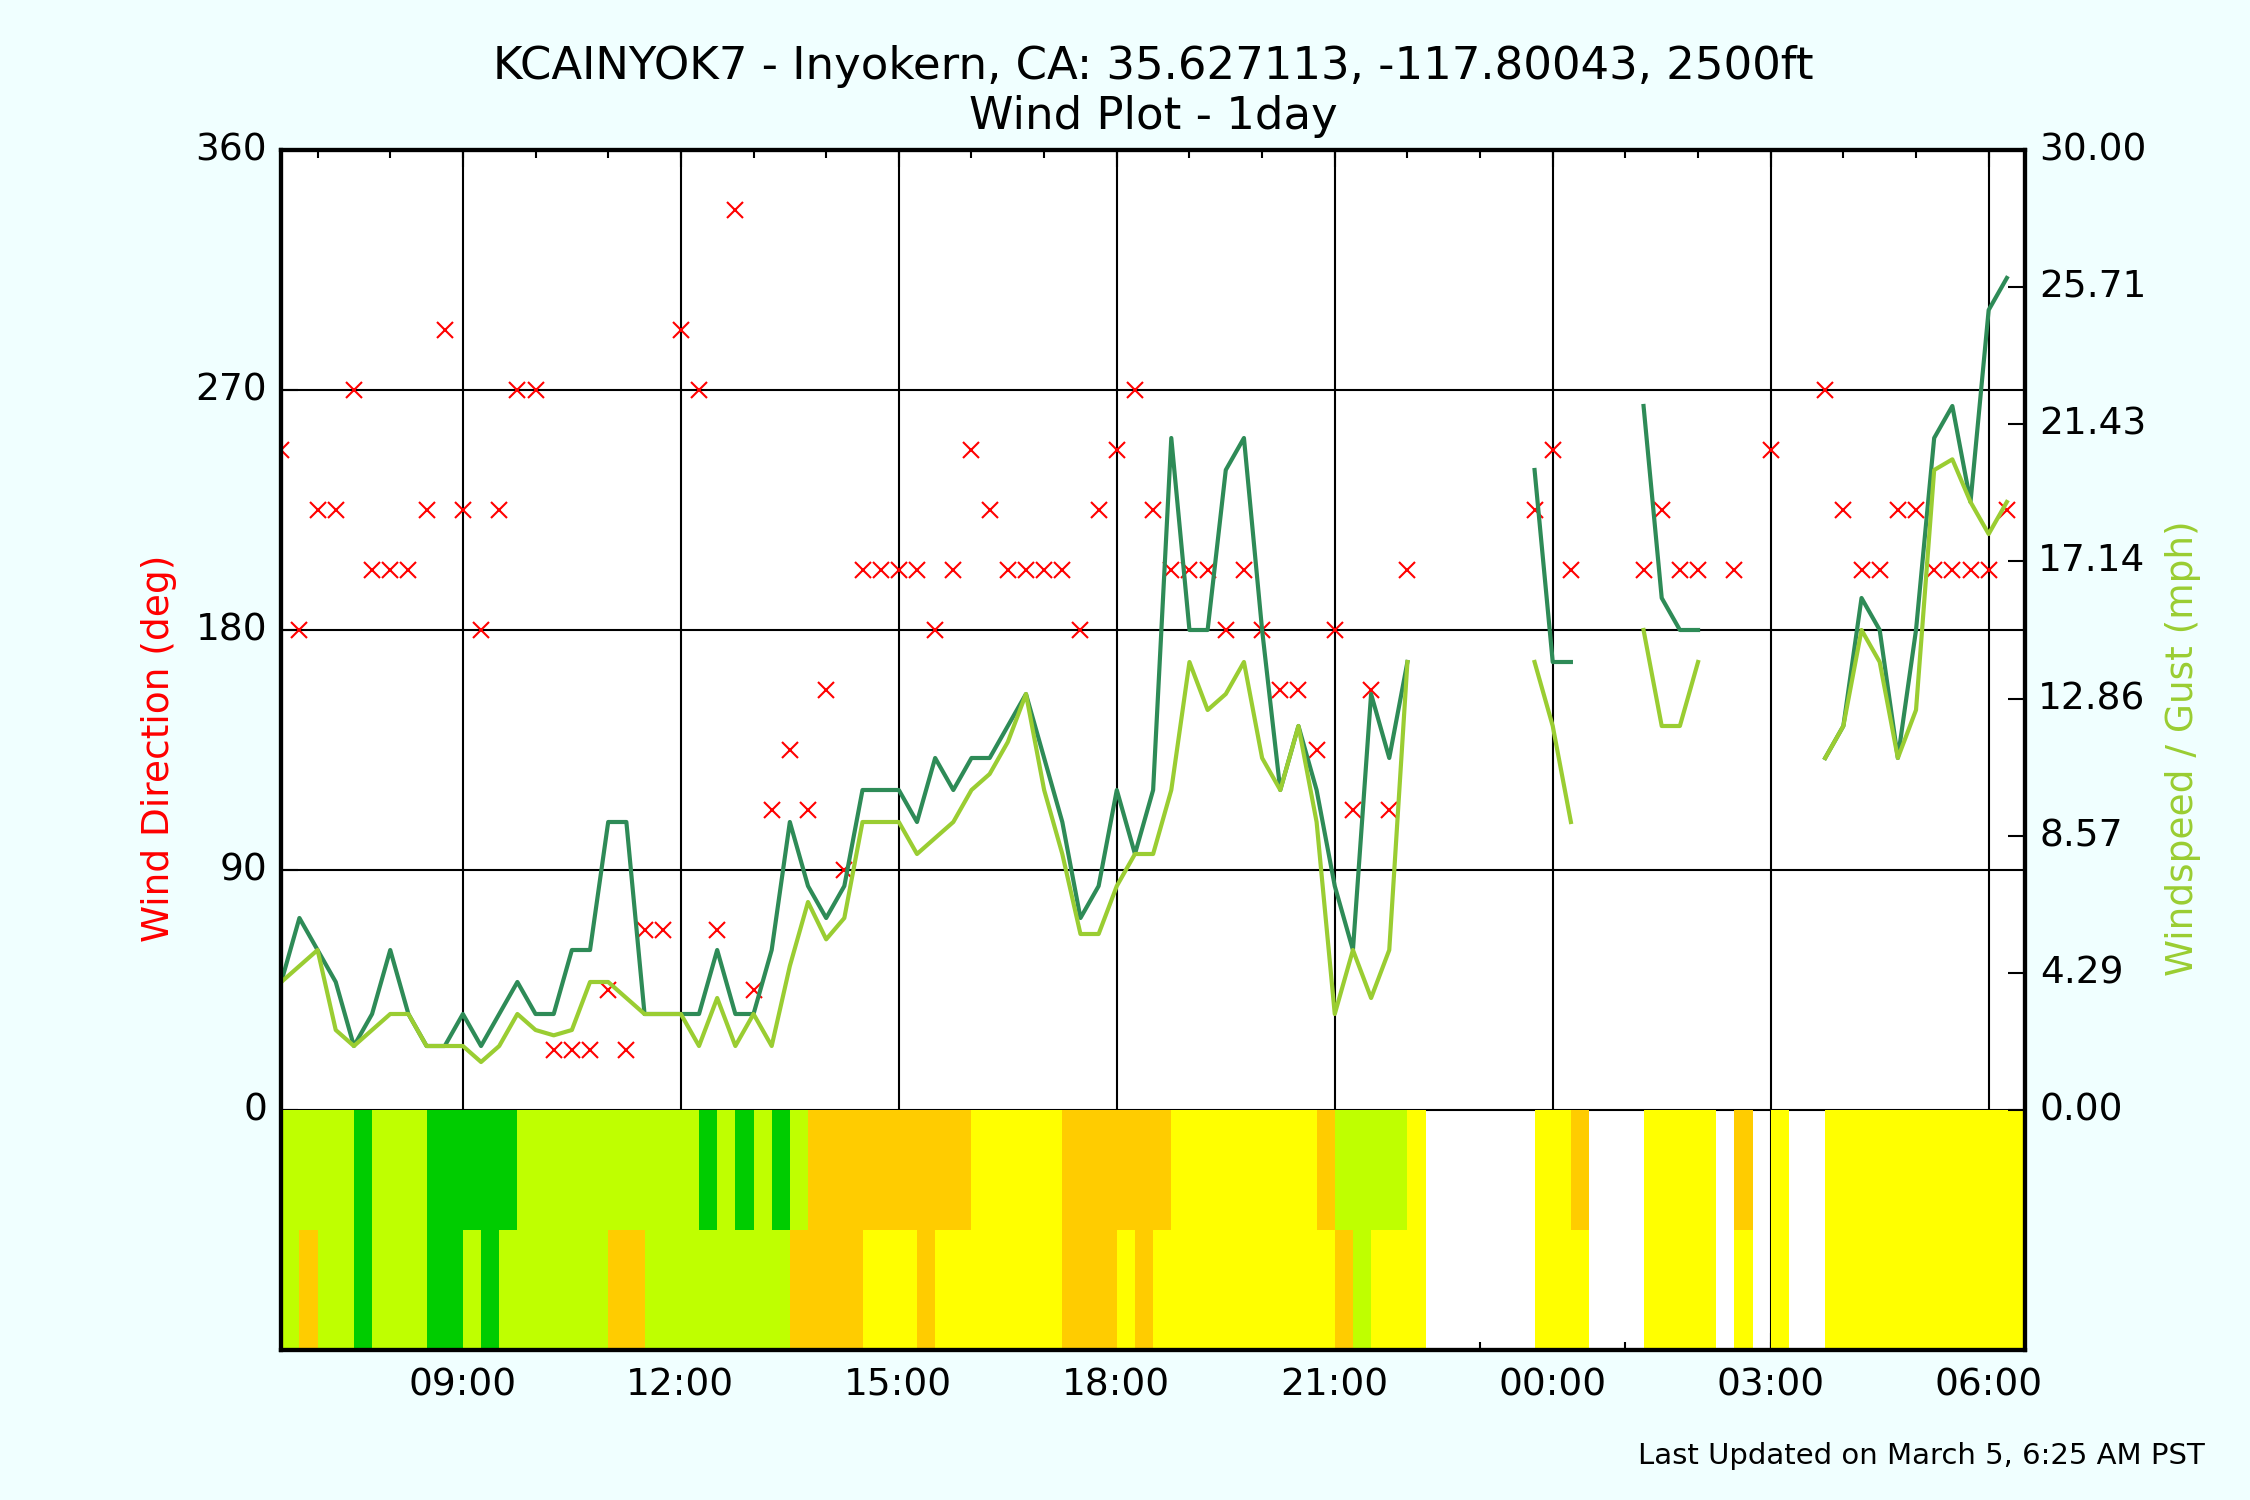 KCAINYOK7 - Inyokern, CA: 35.627113, -117.80043, 2500ft
Wind Plot - 1day
360
270
180
90
0
Wind Direction (deg)
30.00
25.71
21.43
17.14
12.86
8.57
4.29
0.00
Windspeed / Gust (mph)
09:00 12:00 15:00 18:00 21:00 00:00 03:00 06:00
Last Updated on March 5, 6:25 AM PST